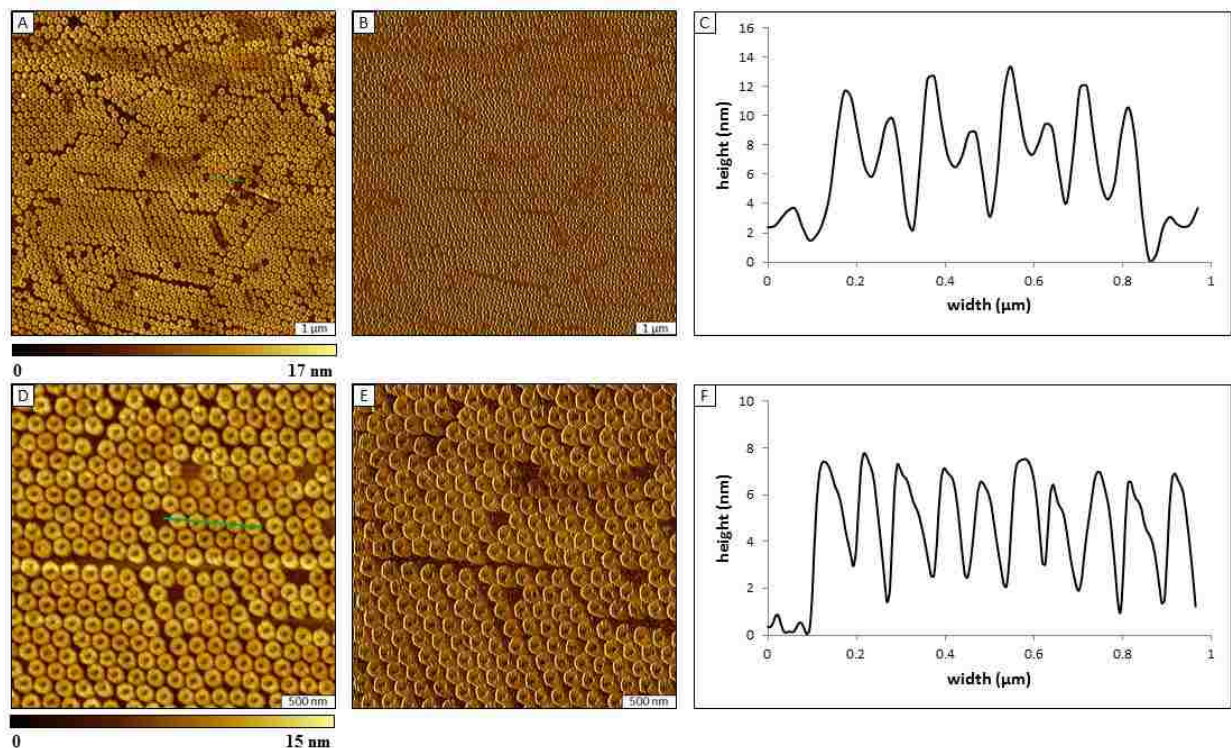 A
1 µm
0 17 nm
B
1 µm
C
height (nm)
16
14
12
10
8
6
4
2
0
0 0.2 0.4 0.6 0.8 1
width (µm)
D
500 nm
0 15 nm
E
500 nm
F
height (nm)
10
8
6
4
2
0
0 0.2 0.4 0.6 0.8 1
width (µm)